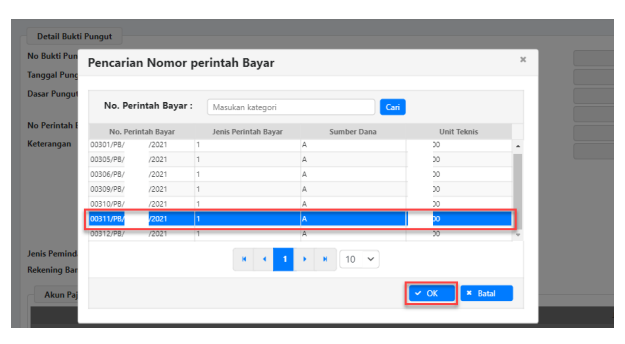 Detail Bukti Pungut
No Bukti Pun
Tanggal Pung
Dasar Pungut
No Perintah B
Keterangan
Jenis Pemind
Rekening Bar
Akun Paj
Pencarian Nomor perintah Bayar ×
No. Perintah Bayar : Masukan kategori Cari
No. Perintah Bayar Jenis Perintah Bayar Sumber Dana Unit Teknis
00301/PB/ /2021 1 A 00
00305/PB/ /2021 1 A 00
00306/PB/ /2021 1 A 00
00309/PB/ /2021 1 A 00
00310/PB/ /2021 1 A 00
00311/PB/ /2021 1 A 00
00312/PB/ /2021 1 A 00
1 10
OK Batal